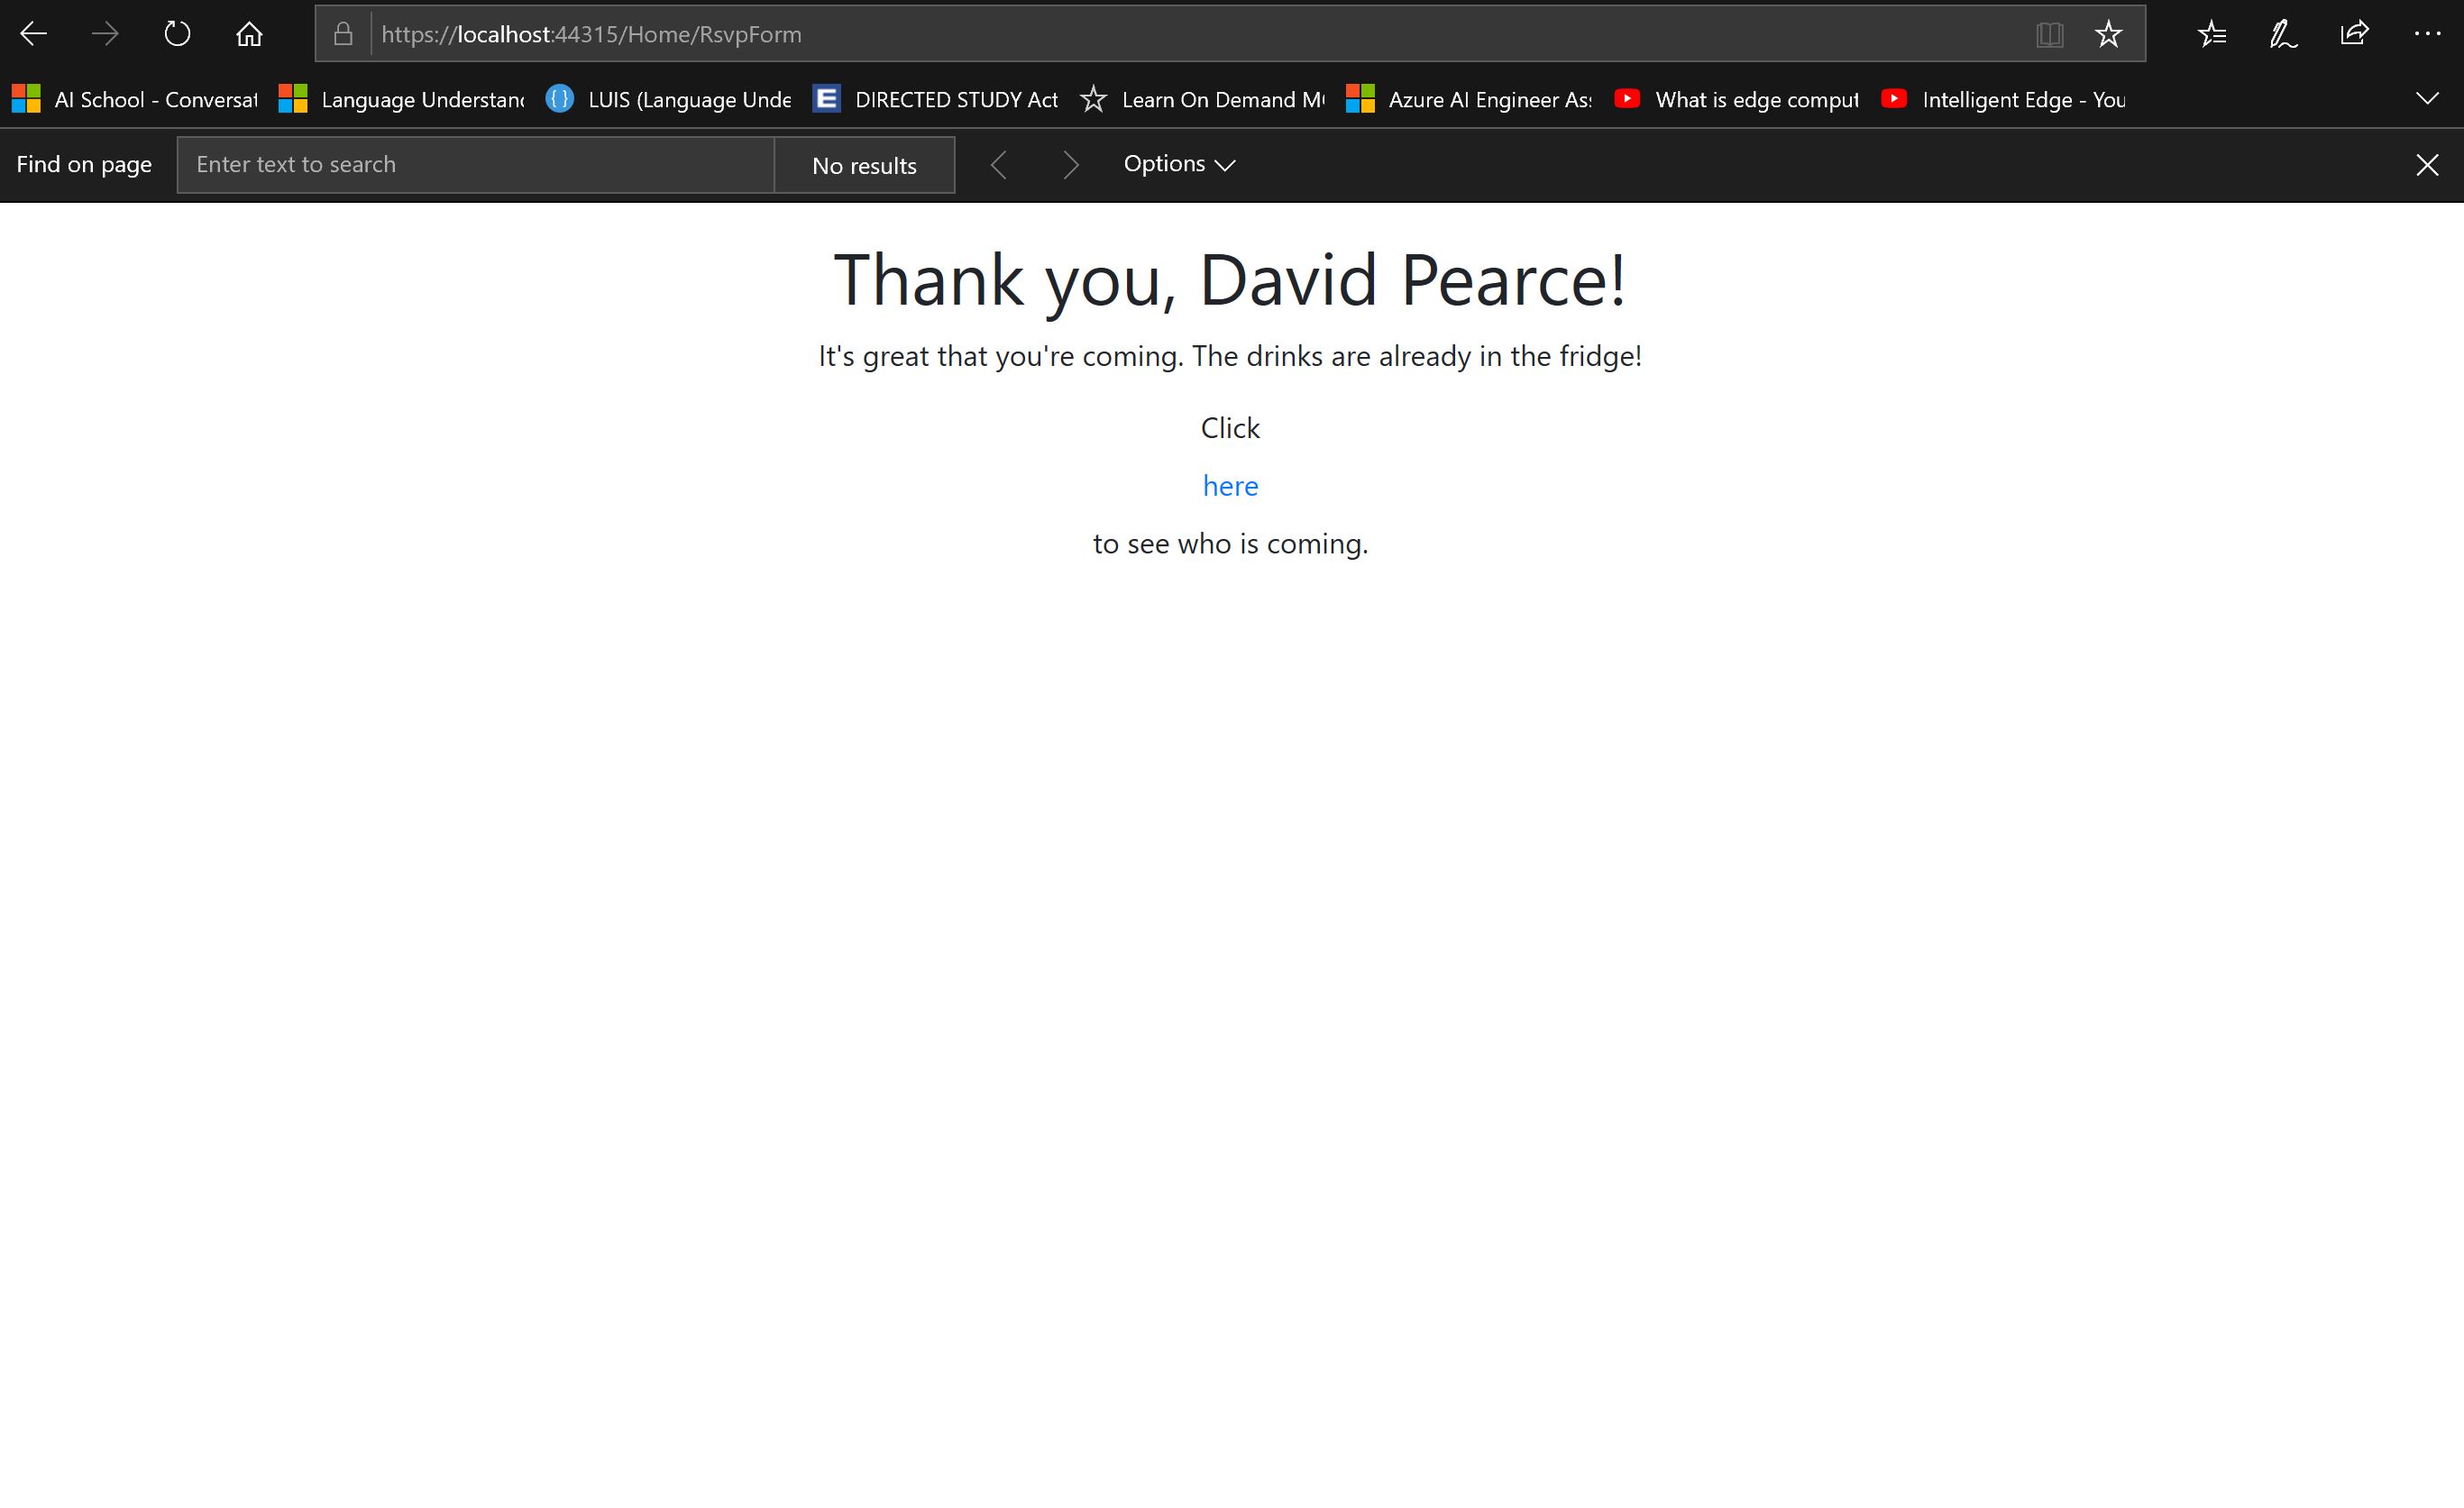 https://localhost:44315/Home/RsvpForm
AI School - Conversat Language Understand LUIS (Language Unde DIRECTED STUDY Act Learn On Demand M Azure AI Engineer Ass What is edge comput Intelligent Edge - You
Find on page Enter text to search No results Options
Thank you, David Pearce!
It's great that you're coming. The drinks are already in the fridge!
Click
here
to see who is coming.